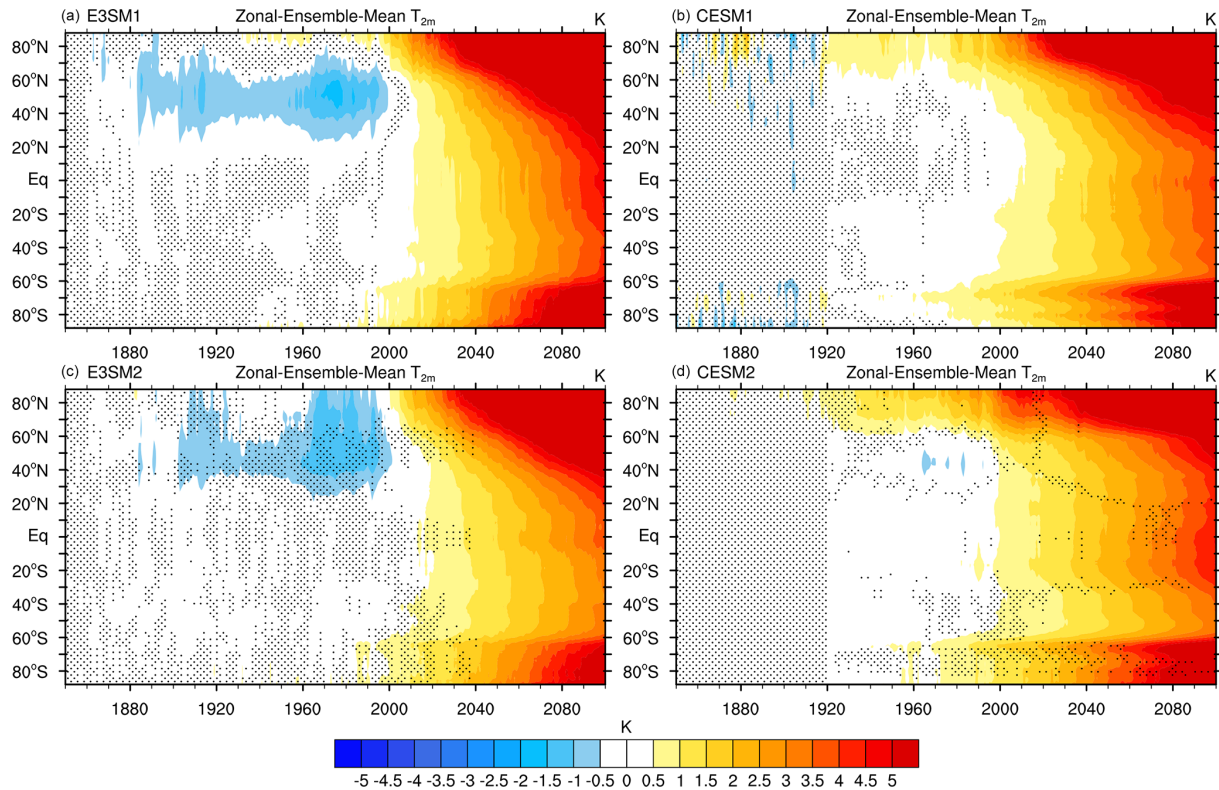 (a) E3SM1 Zonal-Ensemble-Mean T2m K
(b) CESM1 Zonal-Ensemble-Mean T2m K
80°N 80°N
60°N 60°N
40°N 40°N
20°N 20°N
Eq Eq
20°S 20°S
40°S 40°S
60°S 60°S
80°S 80°S
1880 1920 1960 2000 2040 2080 1880 1920 1960 2000 2040 2080
(c) E3SM2 Zonal-Ensemble-Mean T2m K
(d) CESM2 Zonal-Ensemble-Mean T2m K
80°N 80°N
60°N 60°N
40°N 40°N
20°N 20°N
Eq Eq
20°S 20°S
40°S 40°S
60°S 60°S
80°S 80°S
1880 1920 1960 2000 2040 2080 1880 1920 1960 2000 2040 2080
K
-5 -4.5 -4 -3.5 -3 -2.5 -2 -1.5 -1 -0.5 0 0.5 1 1.5 2 2.5 3 3.5 4 4.5 5